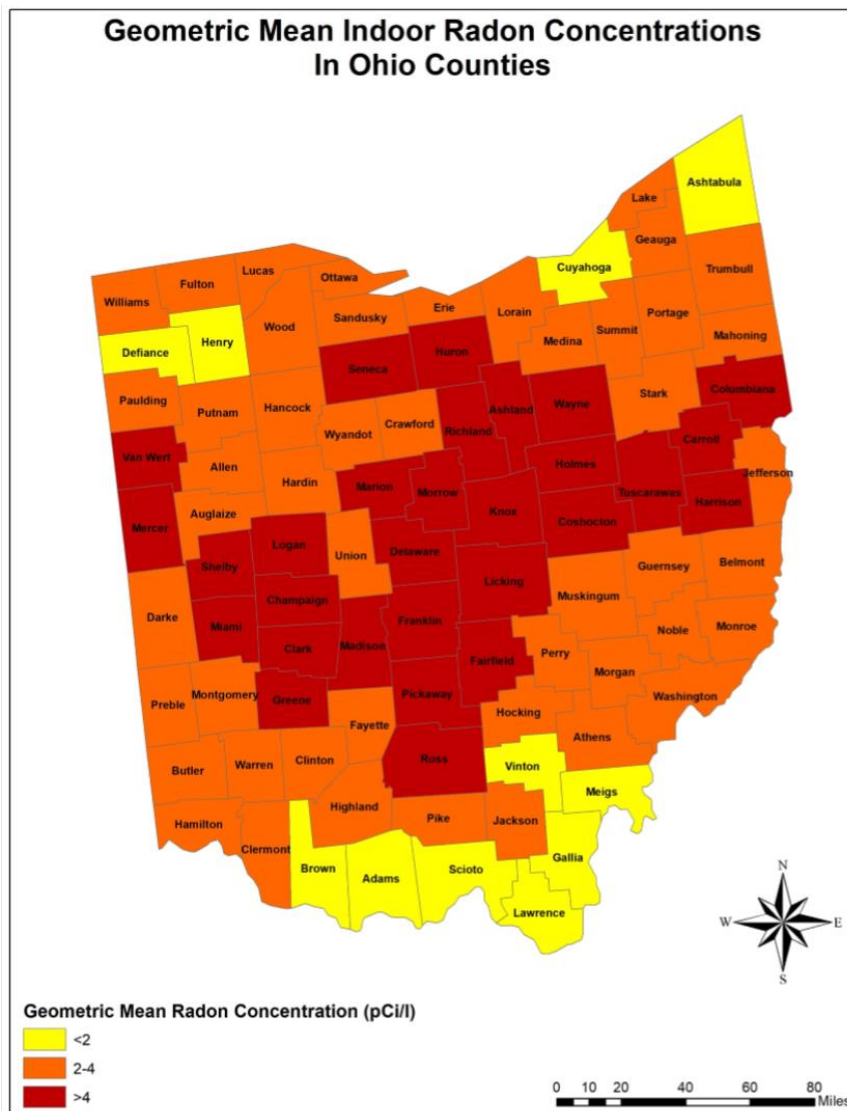 Geometric Mean Indoor Radon Concentrations
In Ohio Counties
Ashtabula
Lake
Geauga
Cuyahoga
Trumbull
Lucas
Ottawa
Fulton
Williams
Erie
Lorain
Portage
Sandusky
Wood
Summit
Medina
Mahoning
Henry
Defiance
Huron
Seneca
Columbiana
Stark
Paulding
Wayne
Hancock
Putnam
Ashland
Crawford
Richland
Wyandot
Carroll
Van Wert
Holmes
Allen
Jefferson
Hardin
Marion
Morrow
Tuscarawas
Harrison
Knox
Auglaize
Coshocton
Mercer
Logan
Union
Delaware
Belmont
Guernsey
Shelby
Licking
Muskingum
Champaign
Darke
Franklin
Miami
Monroe
Noble
Clark
Madison
Perry
Fairfield
Morgan
Montgomery
Pickaway
Washington
Greene
Preble
Hocking
Fayette
Athens
Ross
Clinton
Warren
Vinton
Butler
Meigs
Highland
Pike
Jackson
Hamilton
Clermont
Gallia
Brown
Scioto
Adams
Lawrence
N
W
E
S
Geometric Mean Radon Concentration (pCi/l)
<2
2-4
>4
0 10 20 40 60 80
Miles